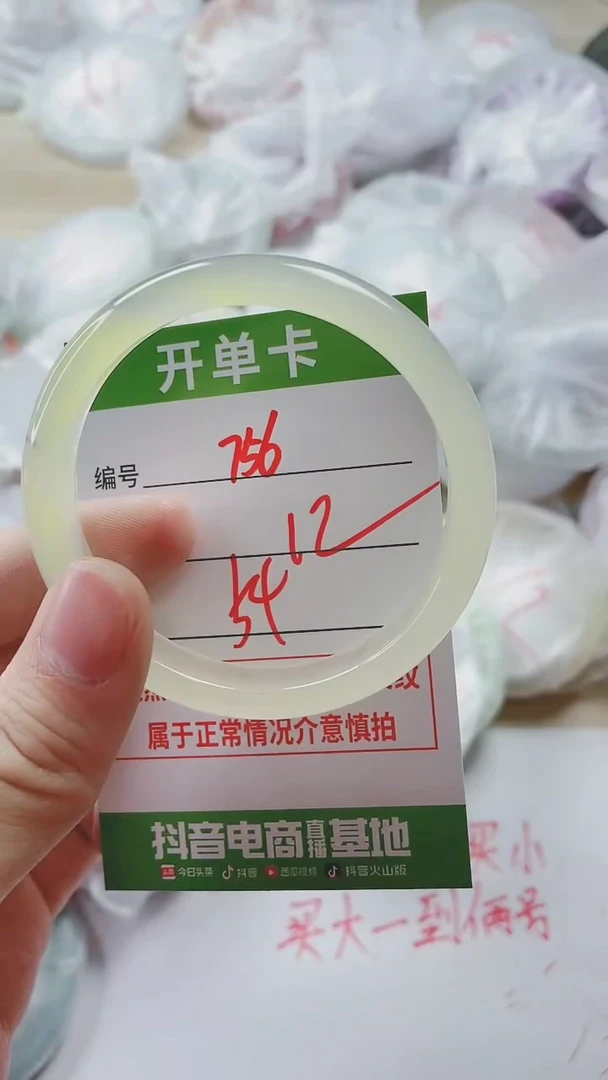 开单卡
编号 756
12
54
属于正常情况介意慎拍
抖音电商直播基地
今日头条 抖音 西瓜视频 抖音火山版
买小
买大一到俩号